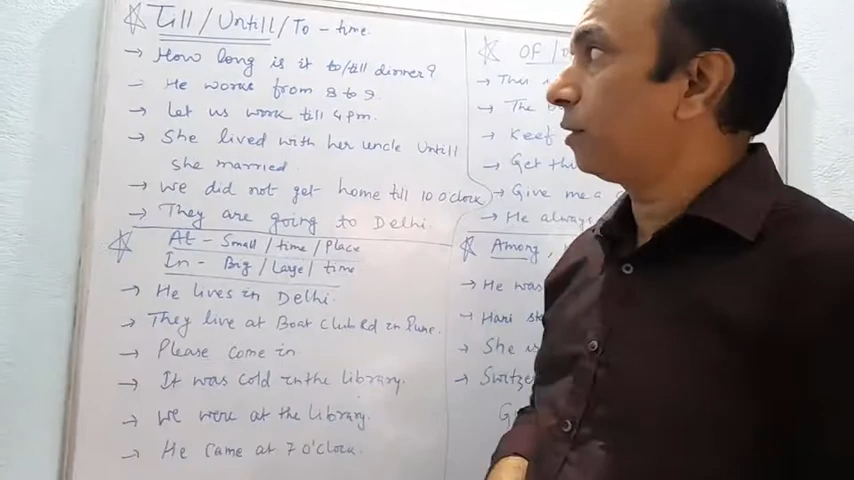 Till / Untill / To - time.
→ How long is it to/till dinner?
→ He works from 8 to 9.
→ Let us work till 4 pm.
→ She lived with her uncle Untill
she married.
→ We did not get home till 10 o'clock
→ They are going to Delhi.
At - Small / time / Place
In - Big / Large / time
→ He lives in Delhi.
→ They live at Boat Club Rd in Pune.
→ Please come in
→ It was cold in the library.
→ We were at the library.
→ He came at 7 o'clock.
OF /
→ This
→ The
→ Keep
→ Get
→ Give me a
→ He
Among,
→ He was
→ Hari
→ She is
→